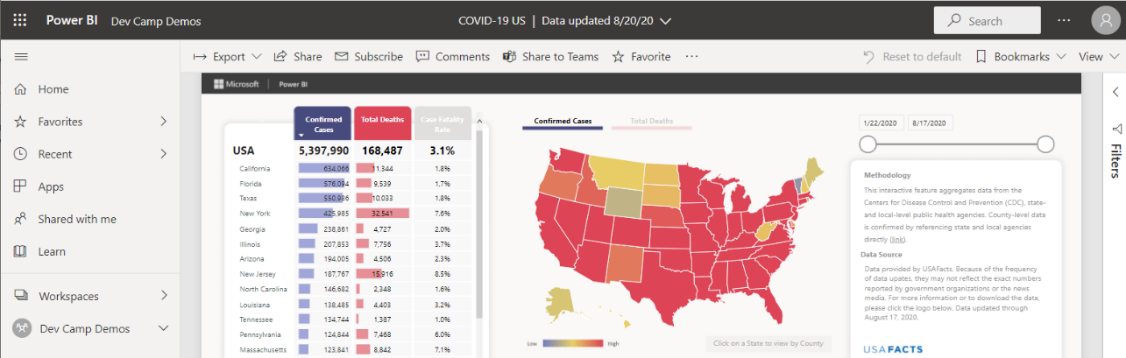 Power BI Dev Camp Demos COVID-19 US | Data updated 8/20/20 Search
Export Share Subscribe Comments Share to Teams Favorite Reset to default Bookmarks View
Home
Favorites
Recent
Apps
Shared with me
Learn
Workspaces
Dev Camp Demos
Microsoft | Power BI
Confirmed Cases Total Deaths Case Fatality Rate
USA 5,397,990 168,487 3.1%
California 634,066 11,344 1.8%
Florida 576,094 9,539 1.7%
Texas 550,986 10,033 1.8%
New York 425,985 32,541 7.6%
Georgia 238,861 4,727 2.0%
Illinois 207,853 7,756 3.7%
Arizona 194,005 4,506 2.3%
New Jersey 187,767 15,916 8.5%
North Carolina 146,682 2,348 1.6%
Louisiana 138,485 4,403 3.2%
Tennessee 134,744 1,387 1.0%
Pennsylvania 124,844 7,468 6.0%
Massachusetts 123,841 8,842 7.1%
Confirmed Cases Total Deaths
Low High
Click on a State to view by County
1/22/2020 8/17/2020
Methodology
This interactive feature aggregates data from the
Centers for Disease Control and Prevention (CDC), state-
and local-level public health agencies. County-level data
is confirmed by referencing state and local agencies
directly (link).
Data Source
Data provided by USAFacts. Because of the frequency
of data upates, they may not reflect the exact numbers
reported by government organizations or the news
media. For more information or to download the data,
please click the logo below. Data updated through
August 17, 2020.
USAFACTS
Filters